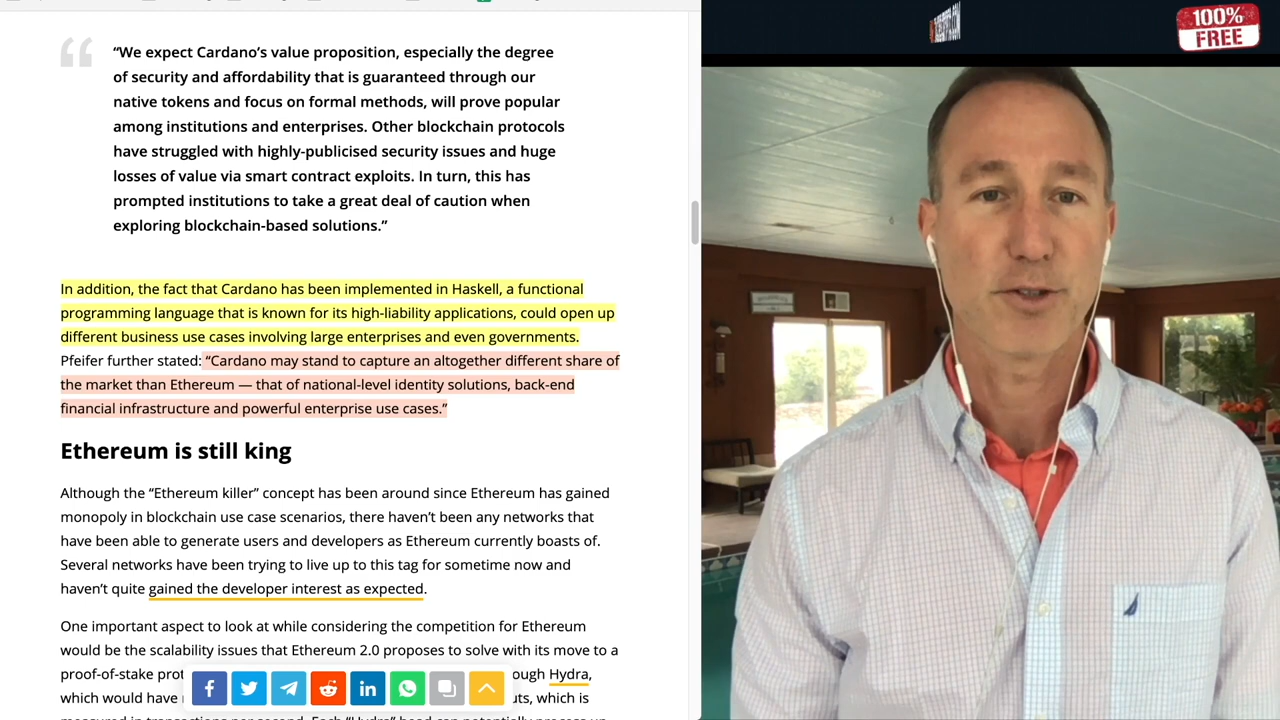 “We expect Cardano’s value proposition, especially the degree
of security and affordability that is guaranteed through our
native tokens and focus on formal methods, will prove popular
among institutions and enterprises. Other blockchain protocols
have struggled with highly-publicised security issues and huge
losses of value via smart contract exploits. In turn, this has
prompted institutions to take a great deal of caution when
exploring blockchain-based solutions.”
In addition, the fact that Cardano has been implemented in Haskell, a functional
programming language that is known for its high-liability applications, could open up
different business use cases involving large enterprises and even governments.
Pfeifer further stated: “Cardano may stand to capture an altogether different share of
the market than Ethereum — that of national-level identity solutions, back-end
financial infrastructure and powerful enterprise use cases.”
Ethereum is still king
Although the “Ethereum killer” concept has been around since Ethereum has gained
monopoly in blockchain use case scenarios, there haven’t been any networks that
have been able to generate users and developers as Ethereum currently boasts of.
Several networks have been trying to live up to this tag for sometime now and
haven’t quite gained the developer interest as expected.
One important aspect to look at while considering the competition for Ethereum
would be the scalability issues that Ethereum 2.0 proposes to solve with its move to a
proof-of-stake Hydra,
which would have which is
100%
FREE